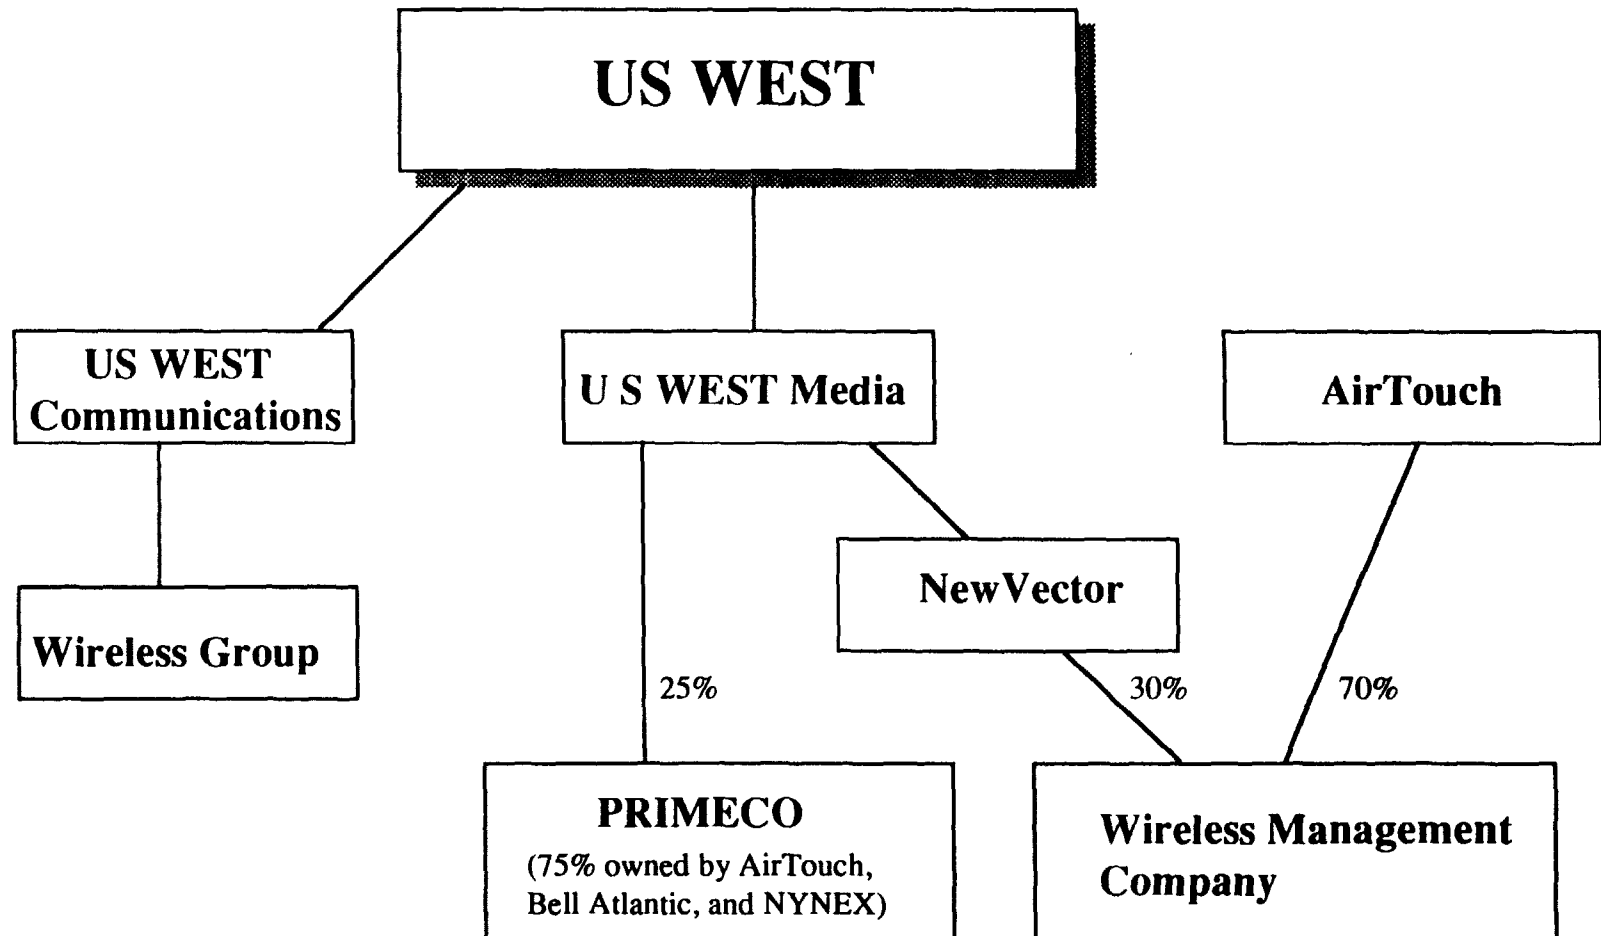 US WEST
US WEST
Communications
U S WEST Media
AirTouch
NewVector
Wireless Group
25%
30%
70%
PRIMECO
(75% owned by AirTouch,
Bell Atlantic, and NYNEX)
Wireless Management
Company